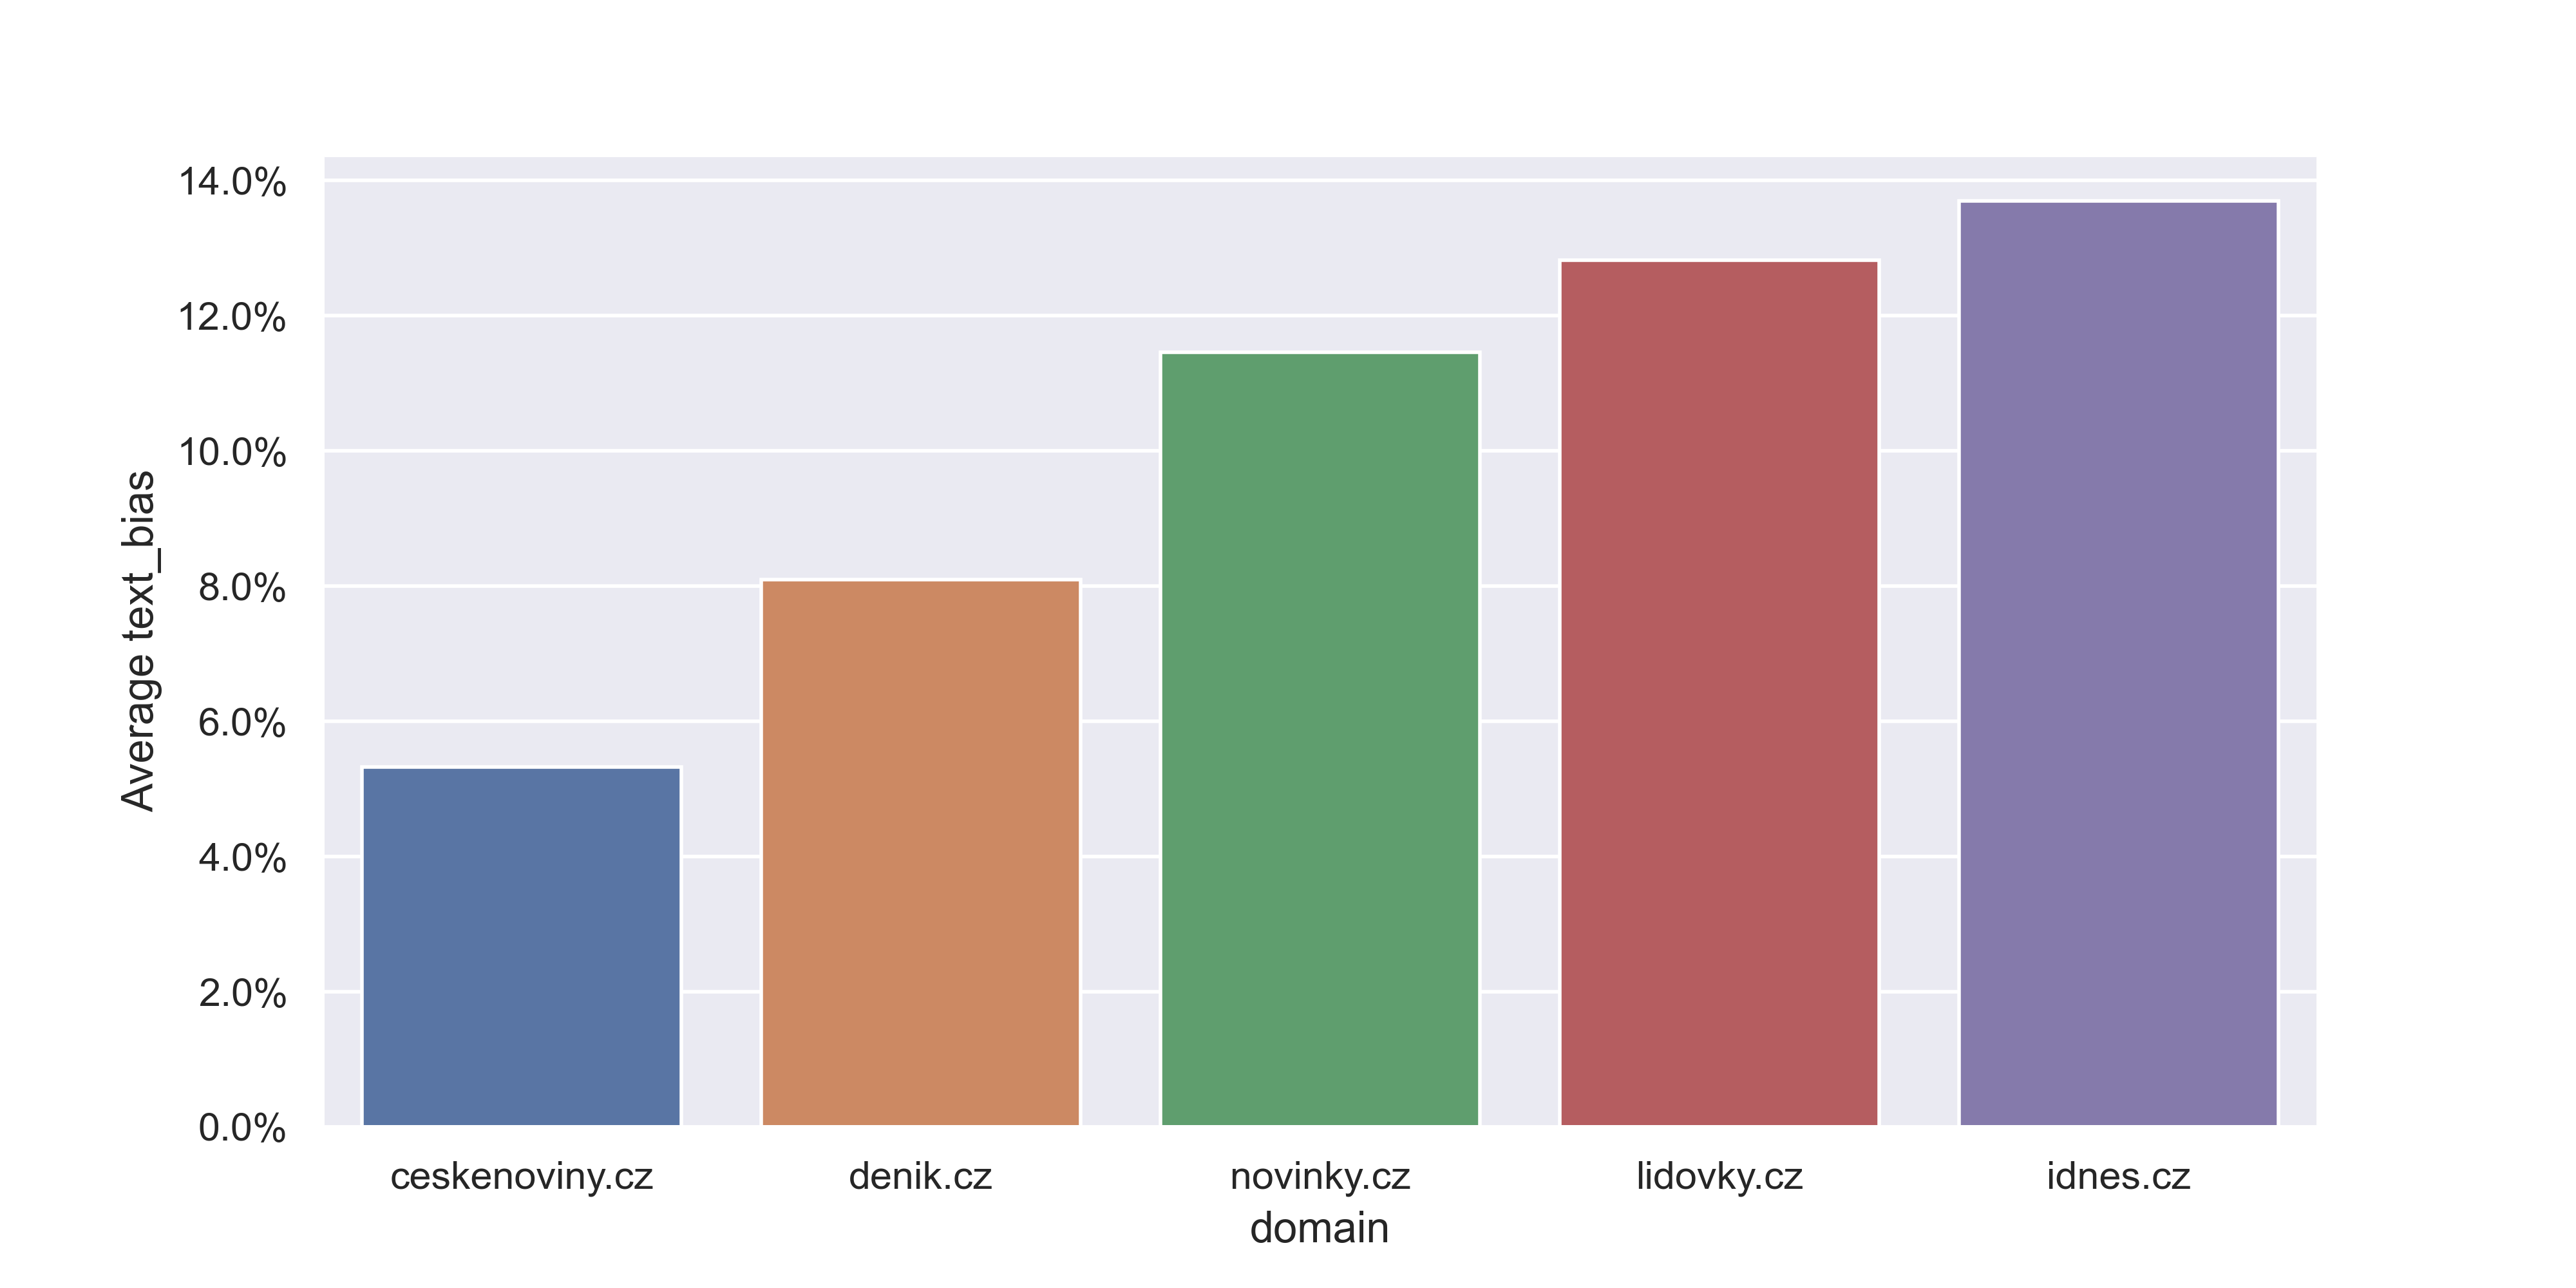 14.0%
12.0%
10.0%
8.0%
6.0%
4.0%
2.0%
0.0%
Average text_bias
ceskenoviny.cz denik.cz novinky.cz lidovky.cz idnes.cz
domain